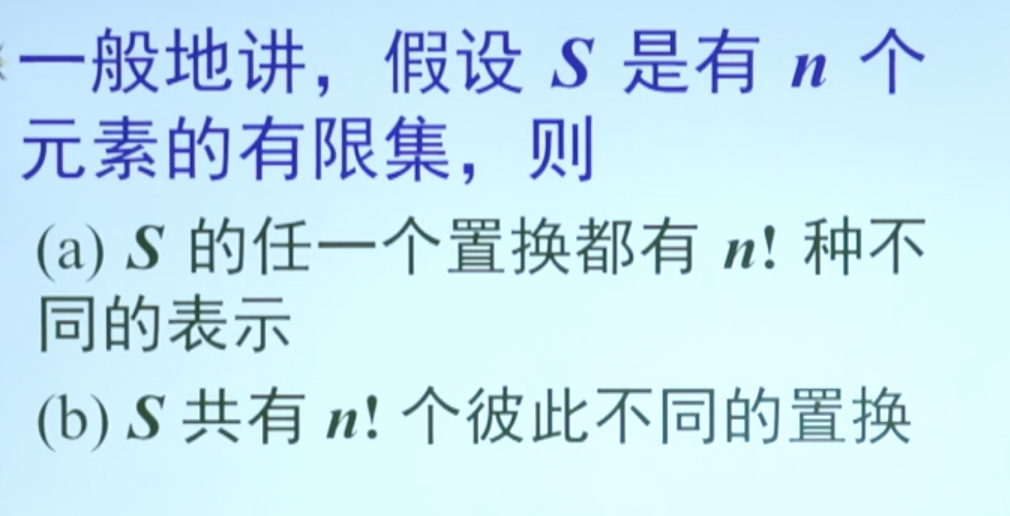 一般地讲，假设 S 是有 n 个
元素的有限集，则
(a) S 的任一个置换都有 n! 种不
同的表示
(b) S 共有 n! 个彼此不同的置换